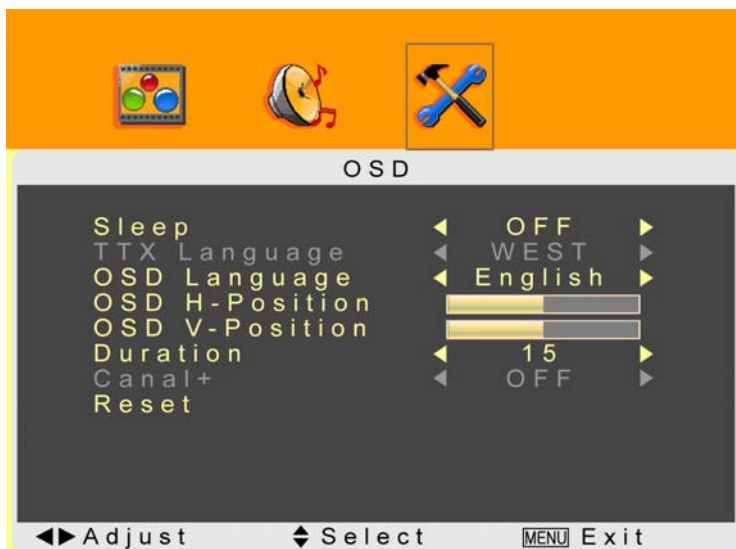 OSD
Sleep OFF
TTX Language WEST
OSD Language English
OSD H-Position
OSD V-Position
Duration 15
Canal+ OFF
Reset
Adjust Select MENU Exit